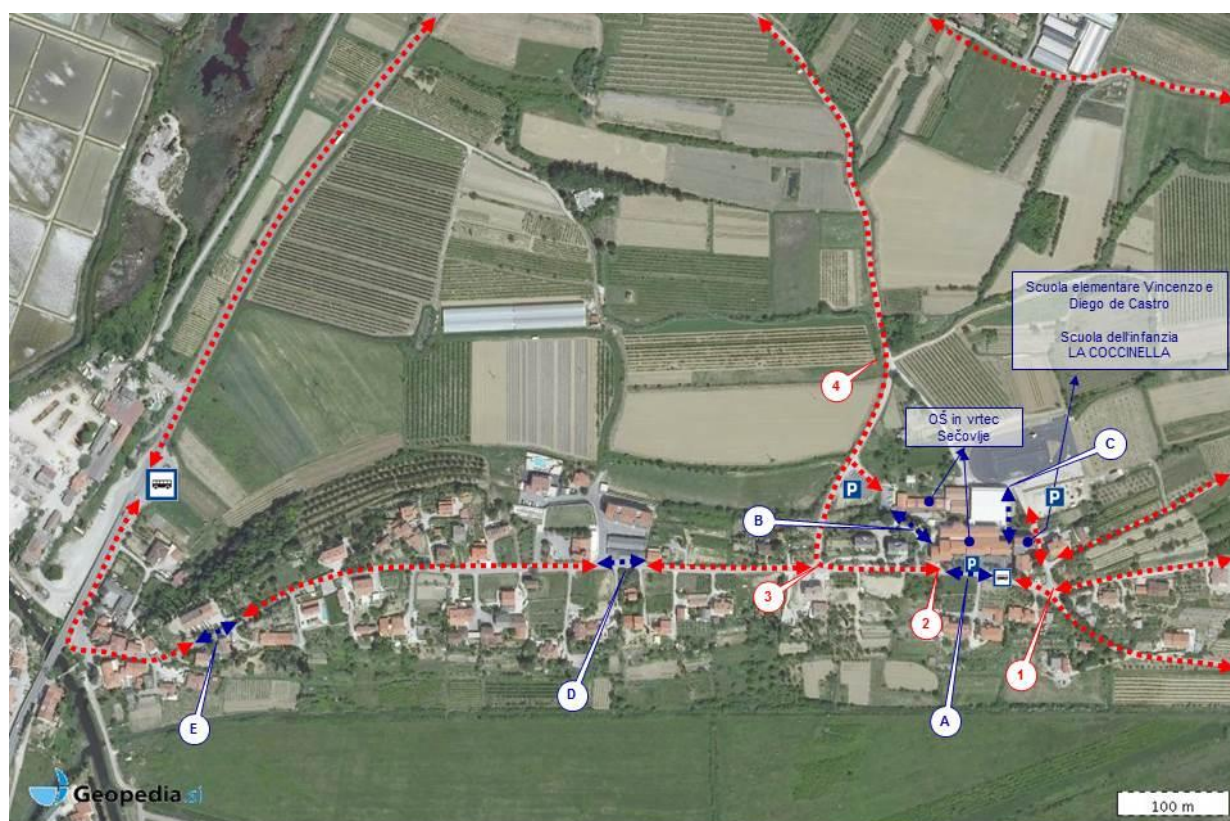 Scuola elementare Vincenzo e
Diego de Castro
Scuola dell'infanzia
LA COCCINELLA
4
OŠ in vrtec
Sečovlje
C
P
P
B
P
3
2
1
D
E
A
Geopedia.si
100 m